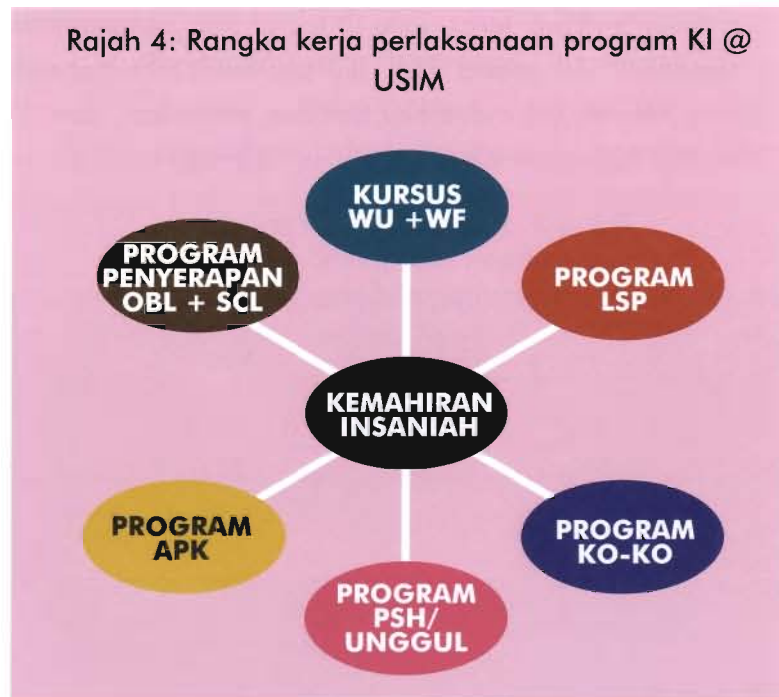 Rajah 4: Rangka kerja perlaksanaan program KI @
USIM
KURSUS
WU +WF
PROGRAM
PENYERAPAN
OBL + SCL
PROGRAM
LSP
KEMAHIRAN
INSANIAH
PROGRAM
APK
PROGRAM
KO-KO
PROGRAM
PSH/
UNGGUL